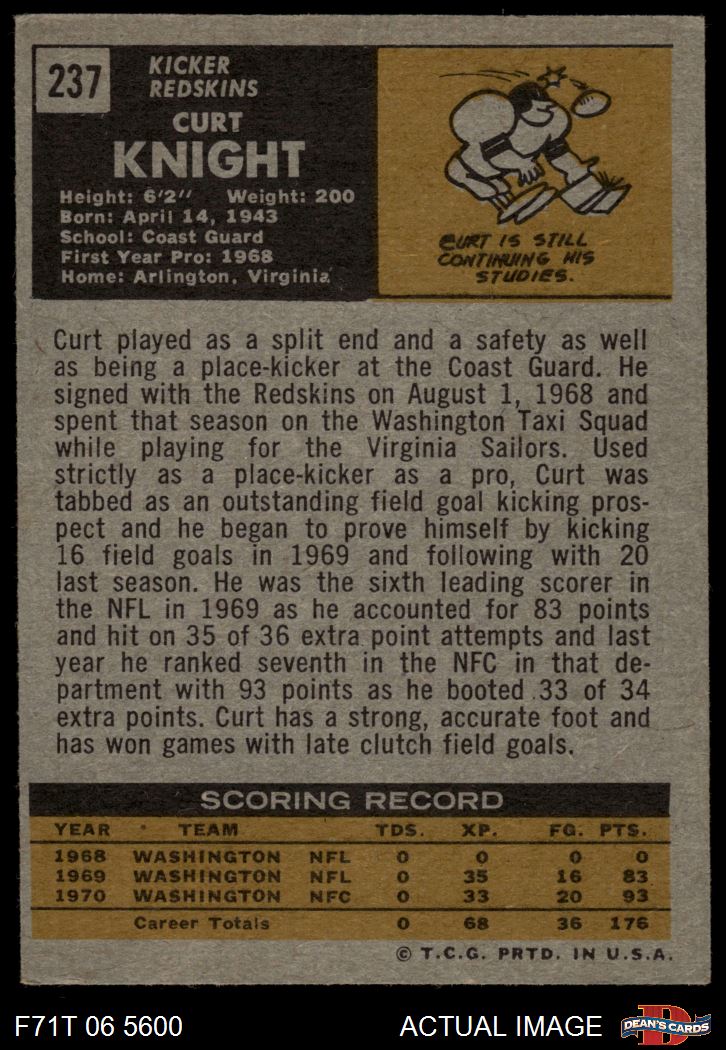 237
KICKER
REDSKINS
CURT
KNIGHT
Height: 6'2" Weight: 200
Born: April 14, 1943
School: Coast Guard
First Year Pro: 1968
Home: Arlington, Virginia
CURT IS STILL
CONTINUING HIS
STUDIES.
Curt played as a split end and a safety as well
as being a place-kicker at the Coast Guard. He
signed with the Redskins on August 1, 1968 and
spent that season on the Washington Taxi Squad
while playing for the Virginia Sailors. Used
strictly as a place-kicker as a pro, Curt was
tabbed as an outstanding field goal kicking pros-
pect and he began to prove himself by kicking
16 field goals in 1969 and following with 20
last season. He was the sixth leading scorer in
the NFL in 1969 as he accounted for 83 points
and hit on 35 of 36 extra point attempts and last
year he ranked seventh in the NFC in that de-
partment with 93 points as he booted 33 of 34
extra points. Curt has a strong, accurate foot and
has won games with late clutch field goals.
SCORING RECORD
YEAR TEAM TDS. XP. FG. PTS.
1968 WASHINGTON NFL 0 0 0 0
1969 WASHINGTON NFL 0 35 16 83
1970 WASHINGTON NFC 0 33 20 93
Career Totals 0 68 36 176
© T.C.G. PRTD. IN U.S.A.
F71T 06 5600 ACTUAL IMAGE
D
DEAN'S CARDS